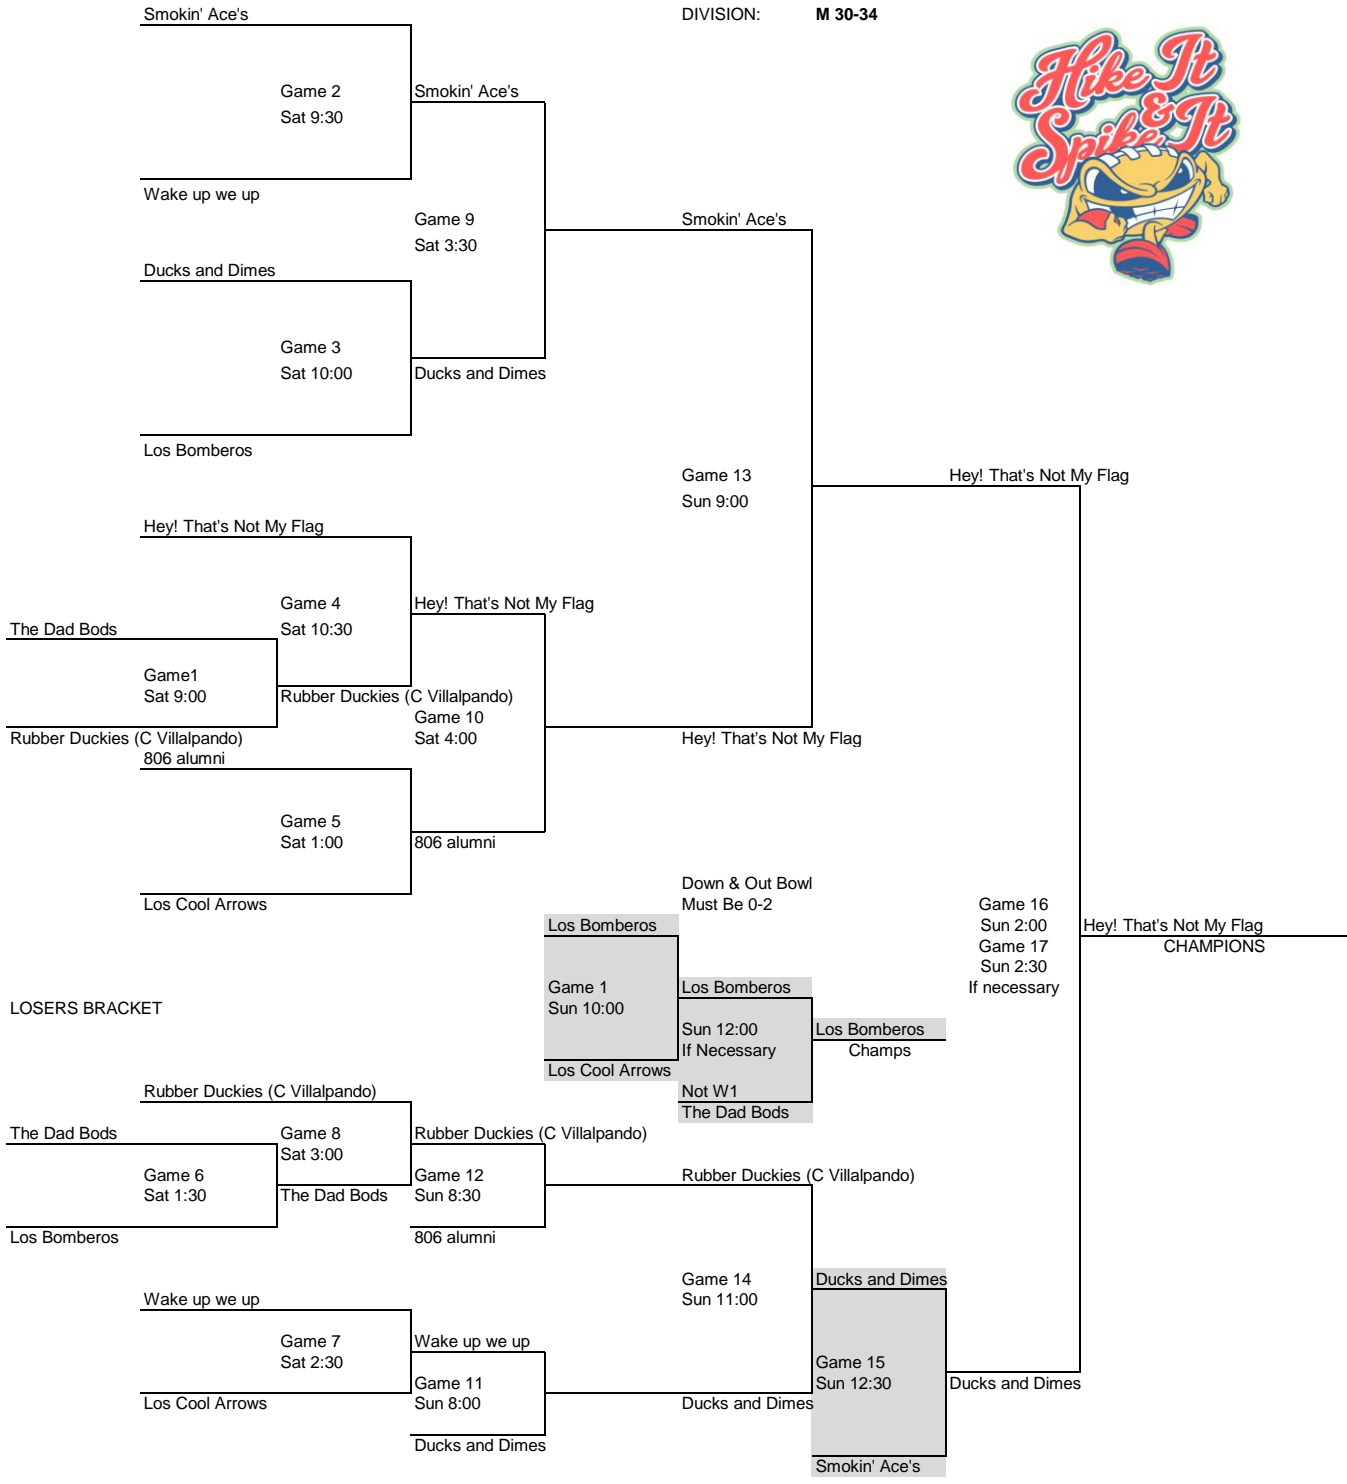 Smokin' Ace's
DIVISION: M 30-34
Hike It
&
Spike It
Game 2
Sat 9:30
Smokin' Ace's
Wake up we up
Game 9
Sat 3:30
Smokin' Ace's
Ducks and Dimes
Game 3
Sat 10:00
Ducks and Dimes
Los Bomberos
Game 13
Sun 9:00
Hey! That's Not My Flag
Hey! That's Not My Flag
Game 4
Sat 10:30
Hey! That's Not My Flag
The Dad Bods
Game1
Sat 9:00
Rubber Duckies (C Villalpando)
Game 10
Sat 4:00
Rubber Duckies (C Villalpando)
Hey! That's Not My Flag
806 alumni
Game 5
Sat 1:00
806 alumni
Los Cool Arrows
Down & Out Bowl
Must Be 0-2
Los Bomberos
Game 16
Sun 2:00
Game 17
Sun 2:30
If necessary
Hey! That's Not My Flag
CHAMPIONS
Game 1
Sun 10:00
Los Bomberos
LOSERS BRACKET
Sun 12:00
If Necessary
Los Bomberos
Champs
Los Cool Arrows
Not W1
The Dad Bods
Rubber Duckies (C Villalpando)
The Dad Bods
Game 8
Sat 3:00
Rubber Duckies (C Villalpando)
Game 6
Sat 1:30
The Dad Bods
Game 12
Sun 8:30
Rubber Duckies (C Villalpando)
Los Bomberos
806 alumni
Game 14
Sun 11:00
Ducks and Dimes
Wake up we up
Game 7
Sat 2:30
Wake up we up
Game 15
Sun 12:30
Ducks and Dimes
Game 11
Sun 8:00
Los Cool Arrows
Ducks and Dimes
Ducks and Dimes
Smokin' Ace's